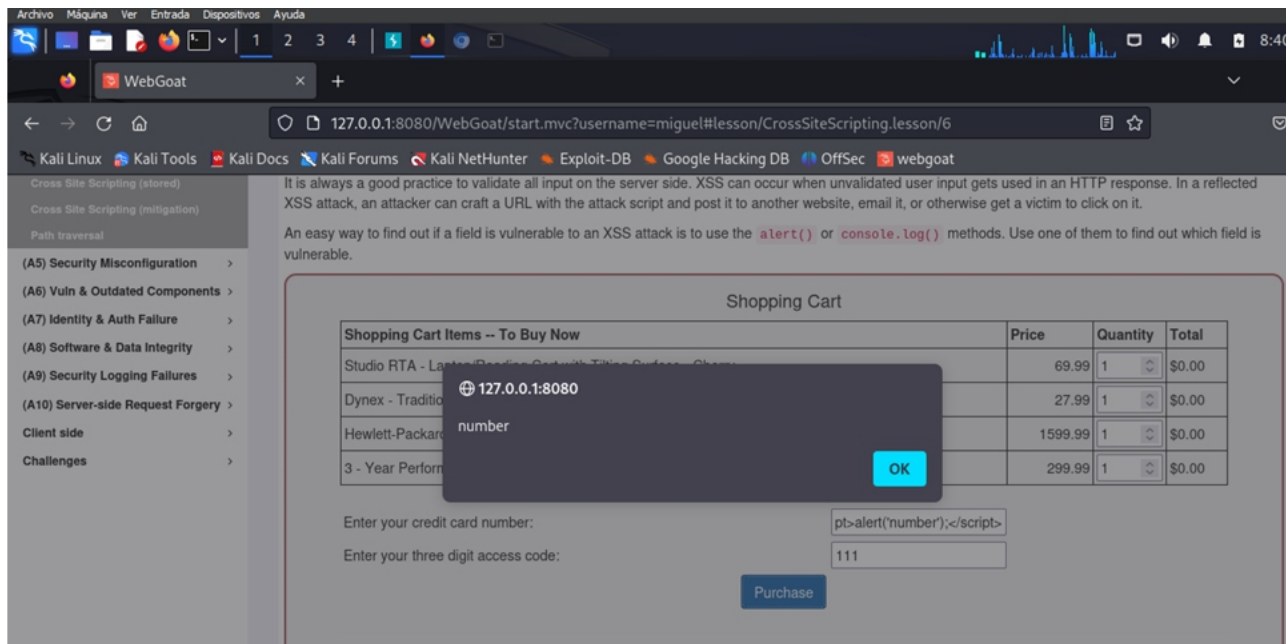 Archivo Máquina Ver Entrada Dispositivos Ayuda
1 2 3 4 8:40
WebGoat
127.0.0.1:8080/WebGoat/start.mvc?username=miguel#lesson/CrossSiteScripting.lesson/6
Kali Linux Kali Tools Kali Docs Kali Forums Kali NetHunter Exploit-DB Google Hacking DB OffSec webgoat
Cross Site Scripting (stored)
Cross Site Scripting (mitigation)
Path traversal
(A5) Security Misconfiguration
(A6) Vuln & Outdated Components
(A7) Identity & Auth Failure
(A8) Software & Data Integrity
(A9) Security Logging Failures
(A10) Server-side Request Forgery
Client side
Challenges
It is always a good practice to validate all input on the server side. XSS can occur when unvalidated user input gets used in an HTTP response. In a reflected
XSS attack, an attacker can craft a URL with the attack script and post it to another website, email it, or otherwise get a victim to click on it.
An easy way to find out if a field is vulnerable to an XSS attack is to use the alert() or console.log() methods. Use one of them to find out which field is
vulnerable.
Shopping Cart
Shopping Cart Items -- To Buy Now Price Quantity Total
Studio RTA - Laptop/Reading Cart with Tilting Surface - Cherry 69.99 1 $0.00
Dynex - Traditio 27.99 1 $0.00
Hewlett-Packard 1599.99 1 $0.00
3 - Year Perform 299.99 1 $0.00
127.0.0.1:8080
number
OK
Enter your credit card number: pt>alert('number');</script>
Enter your three digit access code: 111
Purchase